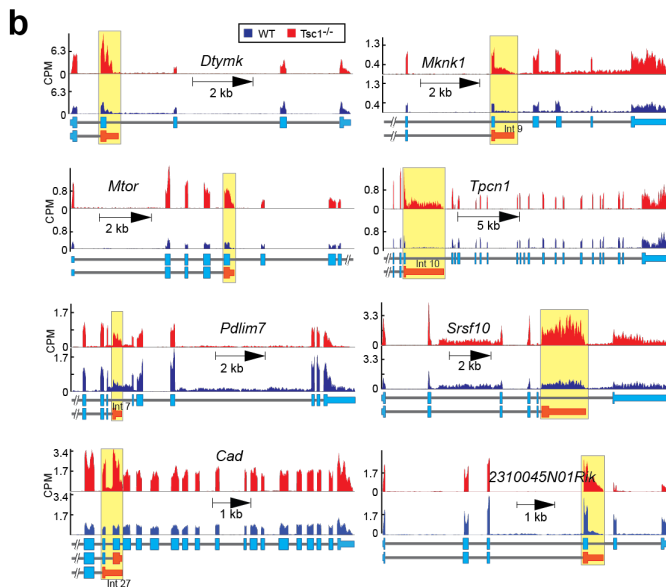 b
WT Tsc1-/-
CPM
6.3
0
6.3
0
Dtymk
2 kb
1.3
0.4
1.3
0.4
Mknk1
2 kb
Int 9
CPM
0.8
0
0.8
0
Mtor
2 kb
0.8
0
0.8
0
Tpcn1
5 kb
Int 10
CPM
1.7
0
1.7
0
Pdlim7
2 kb
Int 7
3.3
0
3.3
0
Srsf10
2 kb
CPM
3.4
1.7
3.4
1.7
Cad
1 kb
Int 27
1.7
0
1.7
2310045N01Rik
1 kb